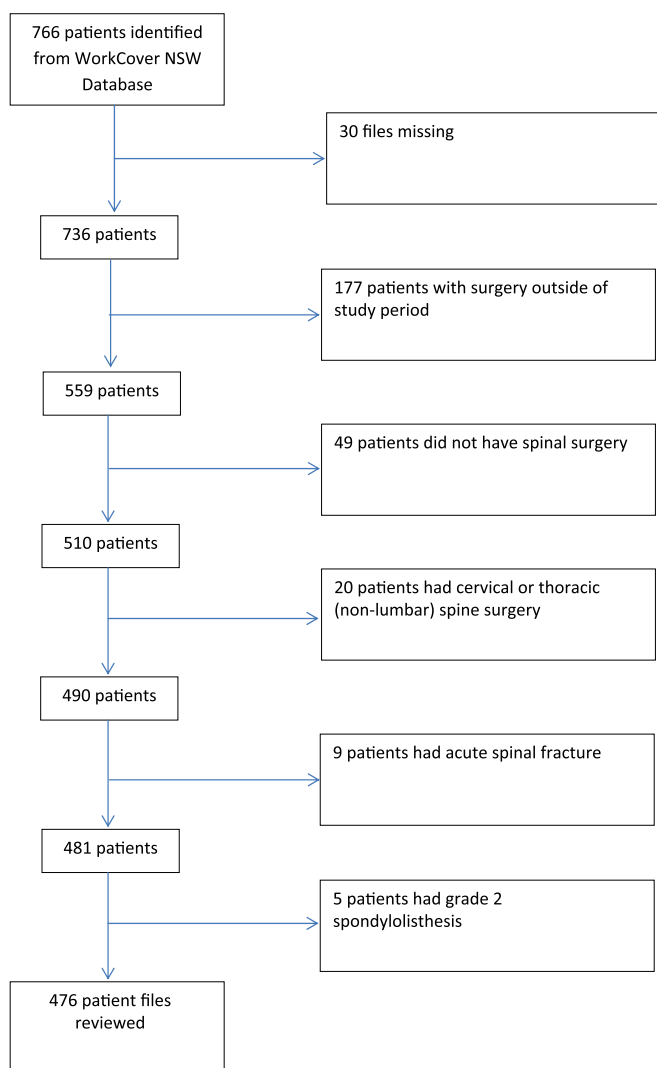 766 patients identified
from WorkCover NSW
Database
30 files missing
736 patients
177 patients with surgery outside of
study period
559 patients
49 patients did not have spinal surgery
510 patients
20 patients had cervical or thoracic
(non-lumbar) spine surgery
490 patients
9 patients had acute spinal fracture
481 patients
5 patients had grade 2
spondylolisthesis
476 patient files
reviewed